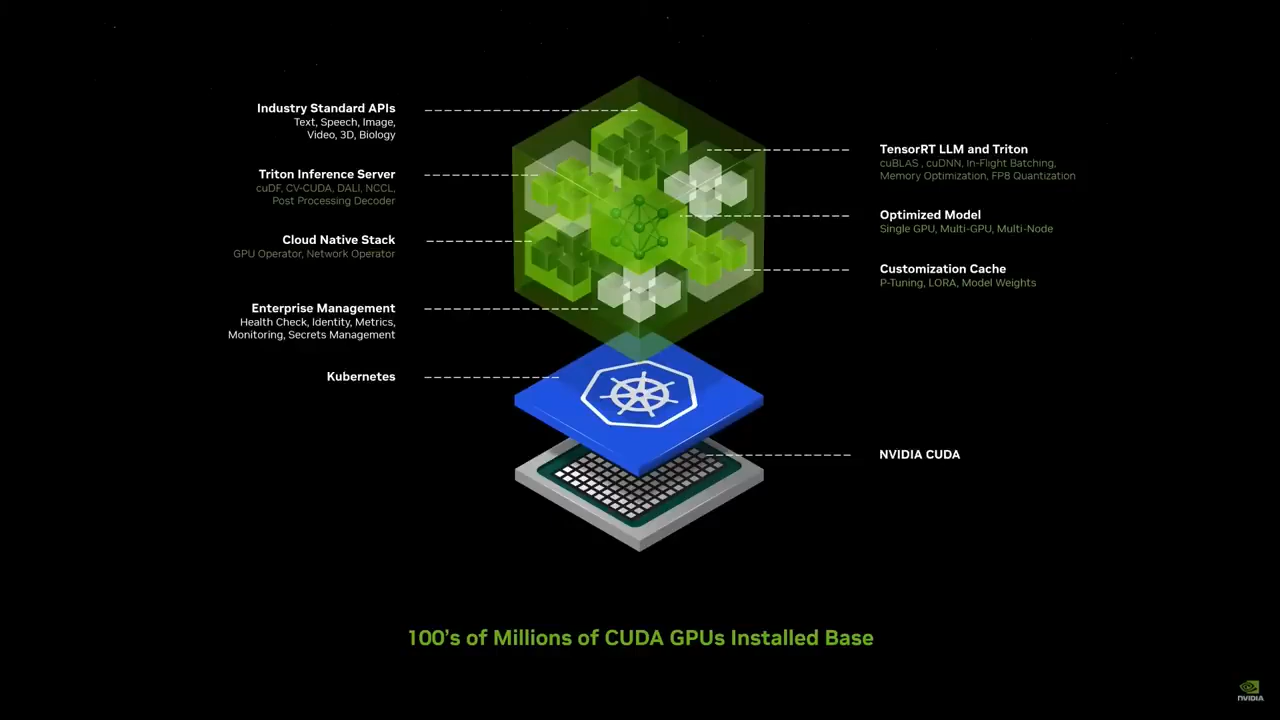 Industry Standard APIs
Text, Speech, Image,
Video, 3D, Biology
Triton Inference Server
cuDF, CV-CUDA, DALI, NCCL,
Post Processing Decoder
Cloud Native Stack
GPU Operator, Network Operator
Enterprise Management
Health Check, Identity, Metrics,
Monitoring, Secrets Management
Kubernetes
TensorRT LLM and Triton
cuBLAS , cuDNN, In-Flight Batching,
Memory Optimization, FP8 Quantization
Optimized Model
Single GPU, Multi-GPU, Multi-Node
Customization Cache
P-Tuning, LORA, Model Weights
NVIDIA CUDA
100's of Millions of CUDA GPUs Installed Base
NVIDIA